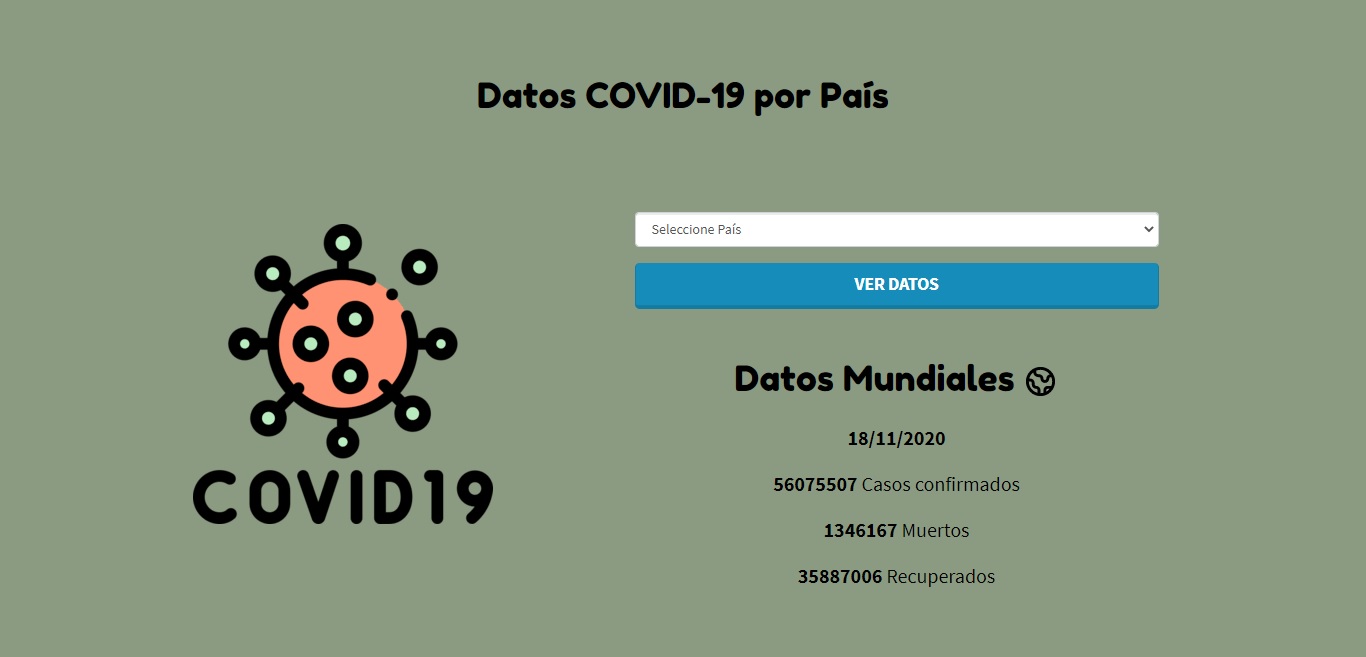 Datos COVID-19 por País
Seleccione País
VER DATOS
COVID19
Datos Mundiales
18/11/2020
56075507 Casos confirmados
1346167 Muertos
35887006 Recuperados